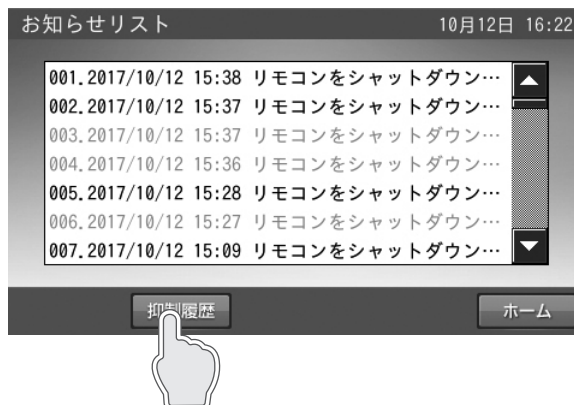 お知らせリスト 10月12日 16:22
001.2017/10/12 15:38 リモコンをシャットダウン…
002.2017/10/12 15:37 リモコンをシャットダウン…
003.2017/10/12 15:37 リモコンをシャットダウン…
004.2017/10/12 15:36 リモコンをシャットダウン…
005.2017/10/12 15:28 リモコンをシャットダウン…
006.2017/10/12 15:27 リモコンをシャットダウン…
007.2017/10/12 15:09 リモコンをシャットダウン…
抑制履歴 ホーム